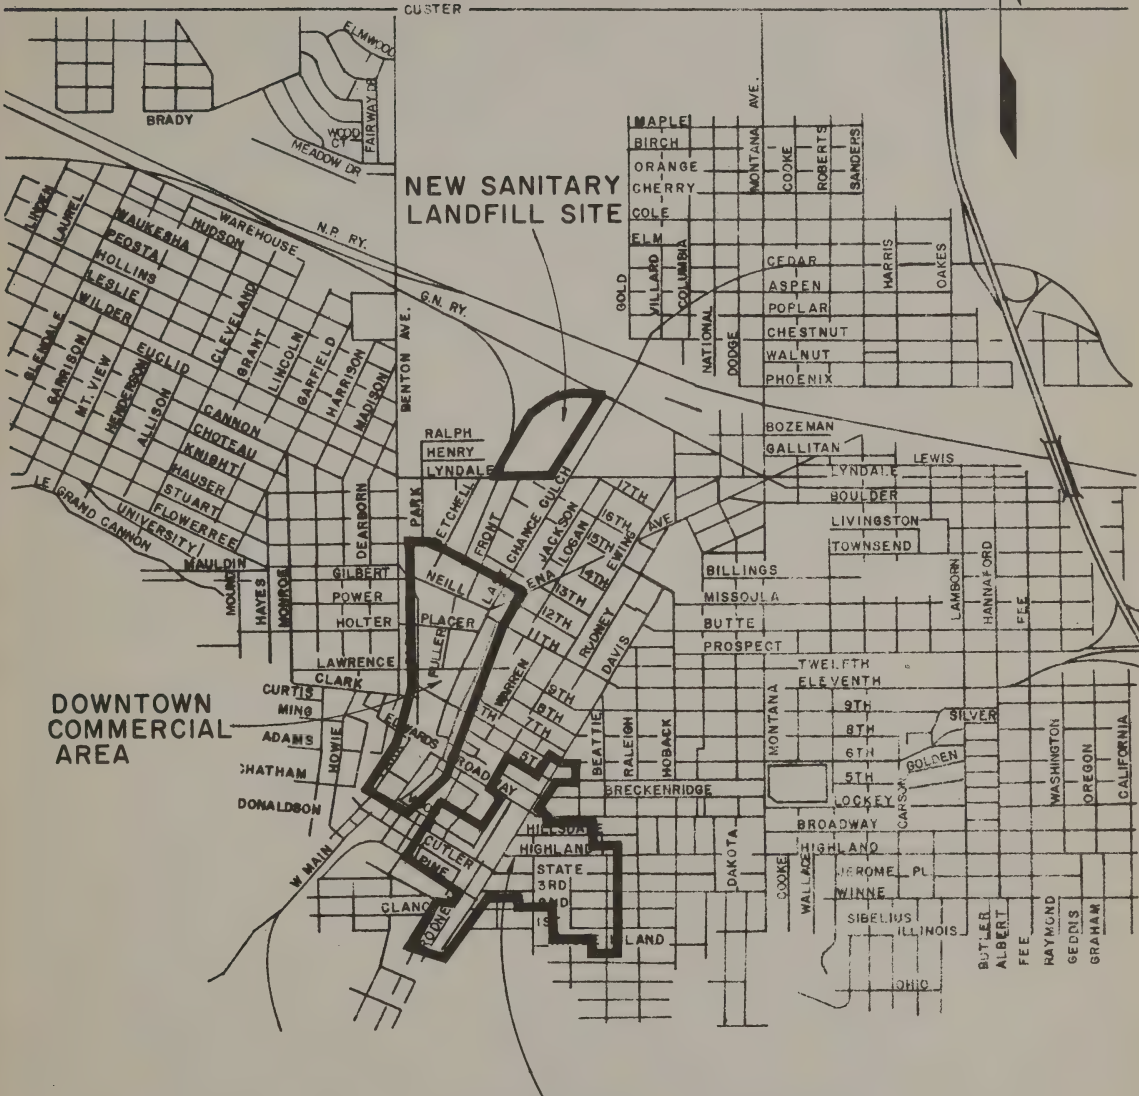 CUSTER
ELMWOOD
FAIRWAY DR
WOOD CT
MEADOW DR
BRADY
NEW SANITARY
LANDFILL SITE
N.P. RY.
G.N. RY.
BENTON AVE.
MAPLE
BIRCH
ORANGE
CHERRY
COLE
ELM
GOLD
VILLARD
COLUMBIA
NATIONAL
DODGE
MONTANA AVE.
COOKE
ROBERTS
SANDERS
HARRIS
OAKES
CEDAR
ASPEN
POPLAR
CHESTNUT
WALNUT
PHOENIX
BOZEMAN
GALLITAN
LYNDALE
LEWIS
BOULDER
LIVINGSTON
TOWNSEND
LINDEN
LAUREL
WAUKESHA
HUDSON
WAREHOUSE
PEOSTA
HOLLINS
LESLIE
WILDER
EUCLID
GLENDALE
GARRISON
MT. VIEW
HENDERSON
ALLISON
CLEVELAND
GRANT
LINCOLN
GARFIELD
HARRISON
MADISON
CANNON
CHOTEAU
KNIGHT
HAUSER
STUART
FLOWERREE
UNIVERSITY
LE GRAND CANNON
MAULDIN
MOUND
HAYES
MONROE
DEARBORN
PARK
RALPH
HENRY
LYNDALE
GETCHELL
FRONT
CHANCE GULCH
JACKSON
LOGAN
17TH
16TH
15TH
14TH
13TH
12TH
11TH
EWING
AVE
RODNEY
DAVIS
WARREN
9TH
8TH
7TH
5T
GILBERT
POWER
HOLTER
LAWRENCE
CLARK
NEILL
PLACER
FULLER
CURTIS
MING
ADAMS
HOWIE
EDWARDS
ROADWAY
CHATHAM
DONALDSON
W MAIN
CUTLER
PINE
CLANC
RODNEY
DOWNTOWN
COMMERCIAL
AREA
BILLINGS
MISSOULA
BUTTE
PROSPECT
TWELFTH
ELEVENTH
9TH
8TH
6TH
5TH
LOCKEY
BROADWAY
HIGHLAND
JEROME PL
WINNE
SIBELIUS
ILLINOIS
OHIO
LAMBORN
HANNAFORD
FEE
SILVER
GOLDEN
CARSON
WASHINGTON
OREGON
CALIFORNIA
BEATTIE
RALEIGH
HOBACK
BRECKENRIDGE
MONTANA
HILLSDA
HIGHLAND
STATE
3RD
2ND
1ST
LAND
DAKOTA
COOKE
WALLACE
BUTLER
ALBERT
FEE
RAYMOND
GEDDIS
GRAHAM